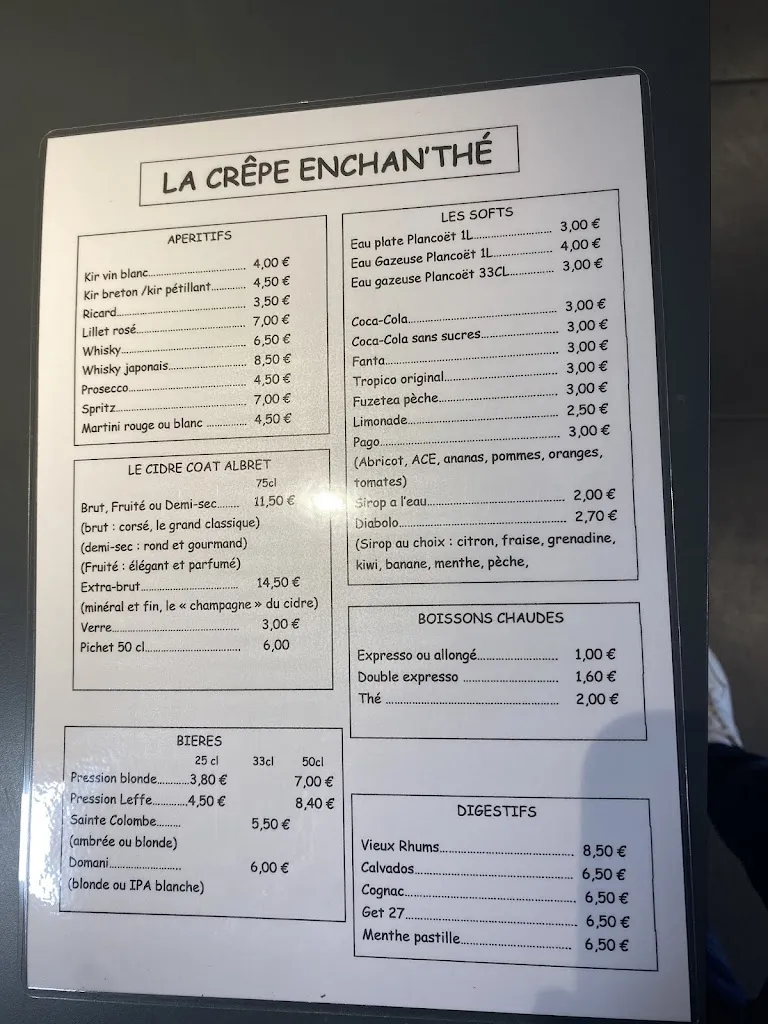 LA CRÊPE ENCHAN'THÉ
APERITIFS
Kir vin blanc 4,00 €
Kir breton /kir pétillant 4,50 €
Ricard 3,50 €
Lillet rosé 7,00 €
Whisky 6,50 €
Whisky japonais 8,50 €
Prosecco 4,50 €
Spritz 7,00 €
Martini rouge ou blanc 4,50 €
LE CIDRE COAT ALBRET
75cl
Brut, Fruité ou Demi-sec 11,50 €
(brut : corsé, le grand classique)
(demi-sec : rond et gourmand)
(Fruité : élégant et parfumé)
Extra-brut 14,50 €
(minéral et fin, le « champagne » du cidre)
Verre 3,00 €
Pichet 50 cl 6,00
BIERES
25 cl 33cl 50cl
Pression blonde 3,80 € 7,00 €
Pression Leffe 4,50 € 8,40 €
Sainte Colombe 5,50 €
(ambrée ou blonde)
Domani 6,00 €
(blonde ou IPA blanche)
LES SOFTS
Eau plate Plancoët 1L 3,00 €
Eau Gazeuse Plancoët 1L 4,00 €
Eau gazeuse Plancoët 33CL 3,00 €
Coca-Cola 3,00 €
Coca-Cola sans sucres 3,00 €
Fanta 3,00 €
Tropico original 3,00 €
Fuzetea pèche 3,00 €
Limonade 2,50 €
Pago 3,00 €
(Abricot, ACE, ananas, pommes, oranges,
tomates)
Sirop a l'eau 2,00 €
Diabolo 2,70 €
(Sirop au choix : citron, fraise, grenadine,
kiwi, banane, menthe, pèche,
BOISSONS CHAUDES
Expresso ou allongé 1,00 €
Double expresso 1,60 €
Thé 2,00 €
DIGESTIFS
Vieux Rhums 8,50 €
Calvados 6,50 €
Cognac 6,50 €
Get 27 6,50 €
Menthe pastille 6,50 €